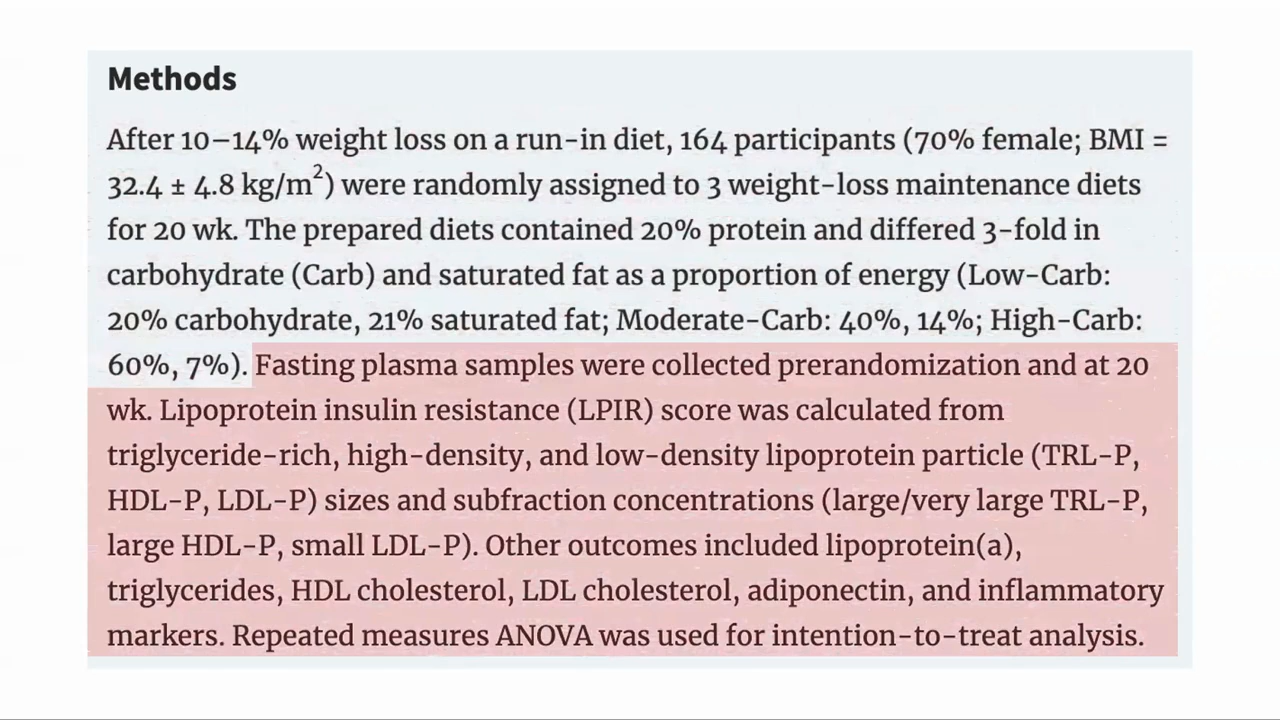 Methods
After 10–14% weight loss on a run-in diet, 164 participants (70% female; BMI =
32.4 ± 4.8 kg/m²) were randomly assigned to 3 weight-loss maintenance diets
for 20 wk. The prepared diets contained 20% protein and differed 3-fold in
carbohydrate (Carb) and saturated fat as a proportion of energy (Low-Carb:
20% carbohydrate, 21% saturated fat; Moderate-Carb: 40%, 14%; High-Carb:
60%, 7%). Fasting plasma samples were collected prerandomization and at 20
wk. Lipoprotein insulin resistance (LPIR) score was calculated from
triglyceride-rich, high-density, and low-density lipoprotein particle (TRL-P,
HDL-P, LDL-P) sizes and subfraction concentrations (large/very large TRL-P,
large HDL-P, small LDL-P). Other outcomes included lipoprotein(a),
triglycerides, HDL cholesterol, LDL cholesterol, adiponectin, and inflammatory
markers. Repeated measures ANOVA was used for intention-to-treat analysis.